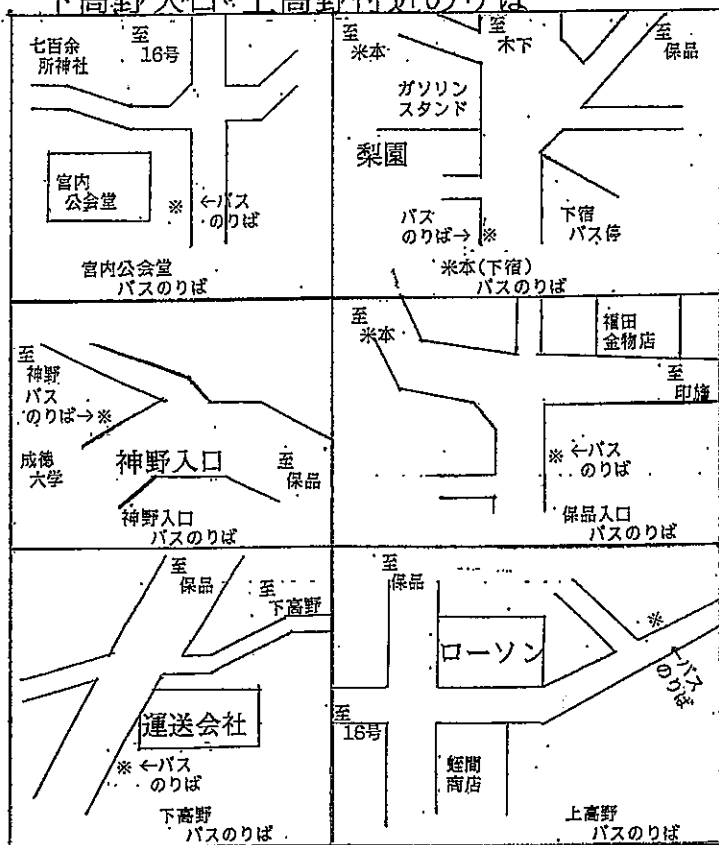 下高野入口・上高野付近のりば
七百余
所神社
至
16号
宮内
公会堂
※ ←バス
のりば
宮内公会堂
バスのりば
至
米本
至
木下
至
保品
ガソリン
スタンド
梨園
バス
のりば→※
下宿
バス停
米本(下宿)
バスのりば
至
神野
バス
のりば→※
成徳
大学
神野入口
至
保品
神野入口
バスのりば
至
米本
福田
金物店
至
印旛
※ ←バス
のりば
保品入口
バスのりば
至
保品
至
下高野
運送会社
※ ←バス
のりば
下高野
バスのりば
至
保品
ローソン
※
←バス
のりば
至
16号
蛭間
商店
上高野
バスのりば